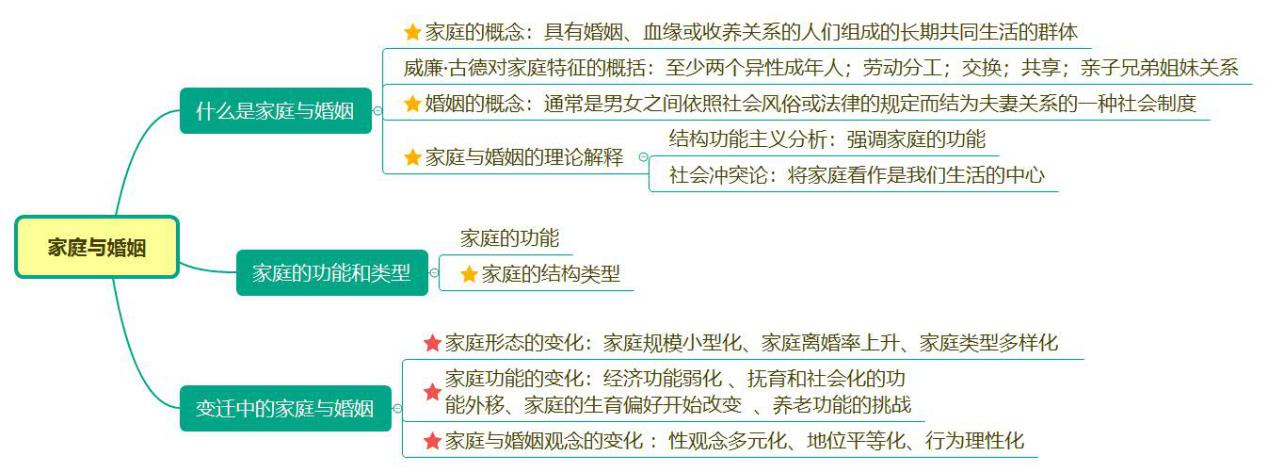 家庭的概念：具有婚姻、血缘或收养关系的人们组成的长期共同生活的群体
威廉·古德对家庭特征的概括：至少两个异性成年人；劳动分工；交换；共享；亲子兄弟姐妹关系
什么是家庭与婚姻
婚姻的概念：通常是男女之间依照社会风俗或法律的规定而结为夫妻关系的一种社会制度
家庭与婚姻的理论解释
结构功能主义分析：强调家庭的功能
社会冲突论：将家庭看作是我们生活的中心
家庭与婚姻
家庭的功能和类型
家庭的功能
家庭的结构类型
变迁中的家庭与婚姻
家庭形态的变化：家庭规模小型化、家庭离婚率上升、家庭类型多样化
家庭功能的变化：经济功能弱化 、抚育和社会化的功
能外移、家庭的生育偏好开始改变 、养老功能的挑战
家庭与婚姻观念的变化 ：性观念多元化、地位平等化、行为理性化